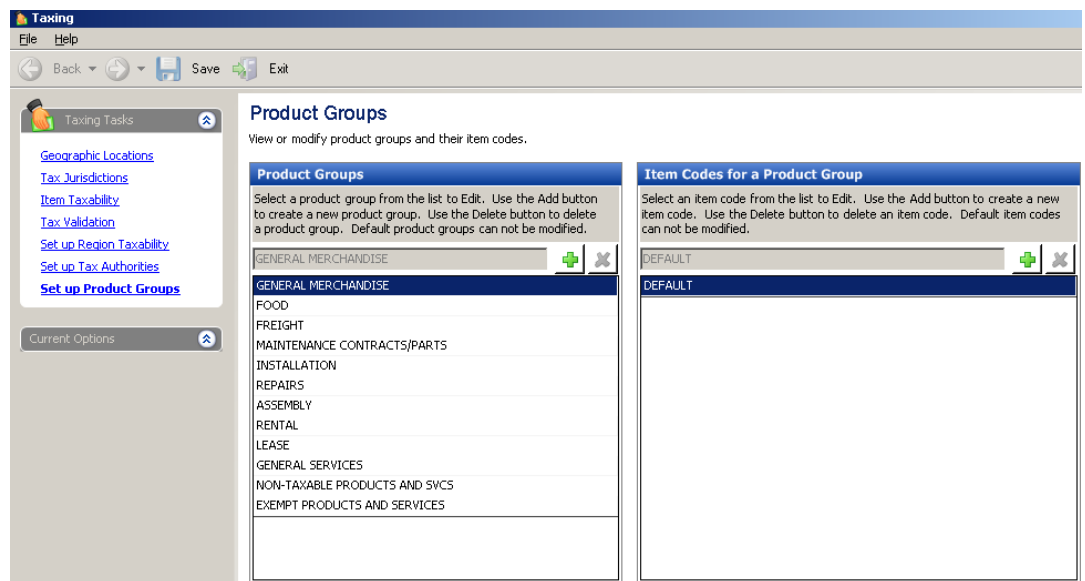 Taxing
File Help
Back Save Exit
Taxing Tasks
Geographic Locations
Tax Jurisdictions
Item Taxability
Tax Validation
Set up Region Taxability
Set up Tax Authorities
Set up Product Groups
Current Options
Product Groups
View or modify product groups and their item codes.
Product Groups
Select a product group from the list to Edit. Use the Add button
to create a new product group. Use the Delete button to delete
a product group. Default product groups can not be modified.
GENERAL MERCHANDISE
GENERAL MERCHANDISE
FOOD
FREIGHT
MAINTENANCE CONTRACTS/PARTS
INSTALLATION
REPAIRS
ASSEMBLY
RENTAL
LEASE
GENERAL SERVICES
NON-TAXABLE PRODUCTS AND SVCS
EXEMPT PRODUCTS AND SERVICES
Item Codes for a Product Group
Select an item code from the list to Edit. Use the Add button to create a new
item code. Use the Delete button to delete an item code. Default item codes
can not be modified.
DEFAULT
DEFAULT